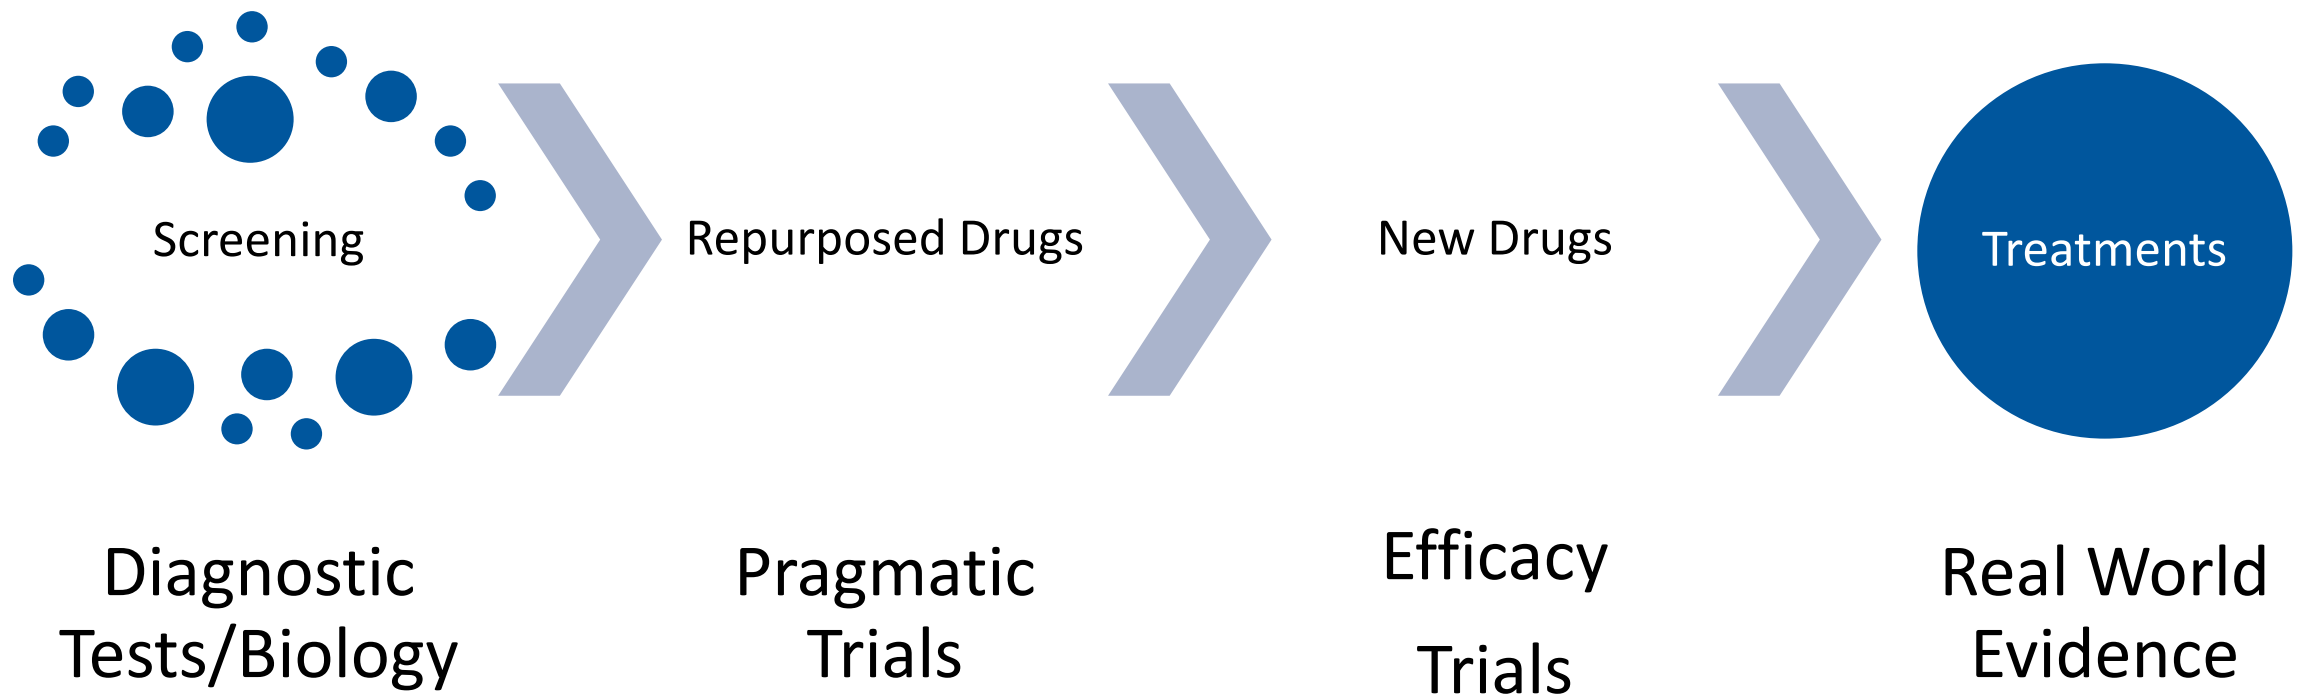 Screening
Repurposed Drugs
New Drugs
Treatments
Diagnostic
Tests/Biology
Pragmatic
Trials
Efficacy
Trials
Real World
Evidence